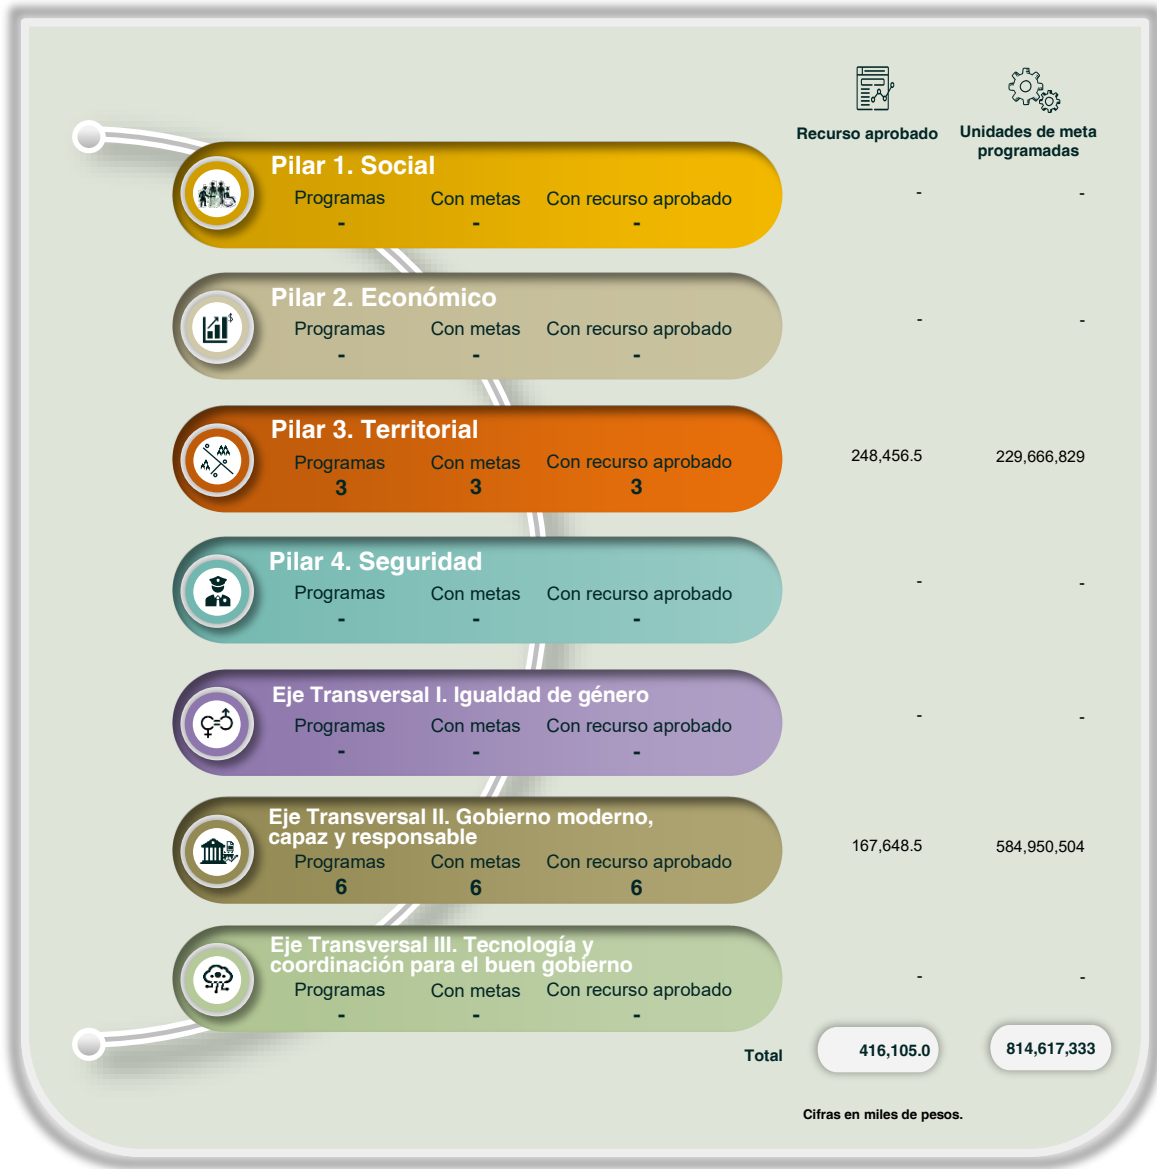 Recurso aprobado
Unidades de meta
programadas
Pilar 1. Social
Programas Con metas Con recurso aprobado
- - -
- -
Pilar 2. Económico
Programas Con metas Con recurso aprobado
- - -
- -
Pilar 3. Territorial
Programas Con metas Con recurso aprobado
3 3 3
248,456.5 229,666,829
Pilar 4. Seguridad
Programas Con metas Con recurso aprobado
- - -
- -
Eje Transversal I. Igualdad de género
Programas Con metas Con recurso aprobado
- - -
- -
Eje Transversal II. Gobierno moderno,
capaz y responsable
Programas Con metas Con recurso aprobado
6 6 6
167,648.5 584,950,504
Eje Transversal III. Tecnología y
coordinación para el buen gobierno
Programas Con metas Con recurso aprobado
- - -
- -
Total 416,105.0 814,617,333
Cifras en miles de pesos.